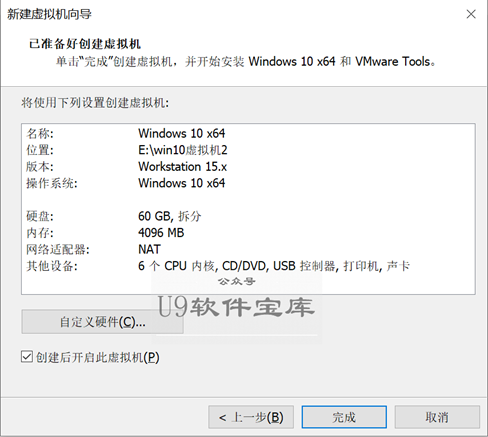 新建虚拟机向导
已准备好创建虚拟机
单击“完成”创建虚拟机，并开始安装 Windows 10 x64 和 VMware Tools。
将使用下列设置创建虚拟机:
名称: Windows 10 x64
位置: E:\win10虚拟机2
版本: Workstation 15.x
操作系统: Windows 10 x64
硬盘: 60 GB, 拆分
内存: 4096 MB
网络适配器: NAT
其他设备: 6 个 CPU 内核, CD/DVD, USB 控制器, 打印机, 声卡
公众号
U9软件宝库
自定义硬件(C)...
创建后开启此虚拟机(P)
< 上一步(B) 完成 取消